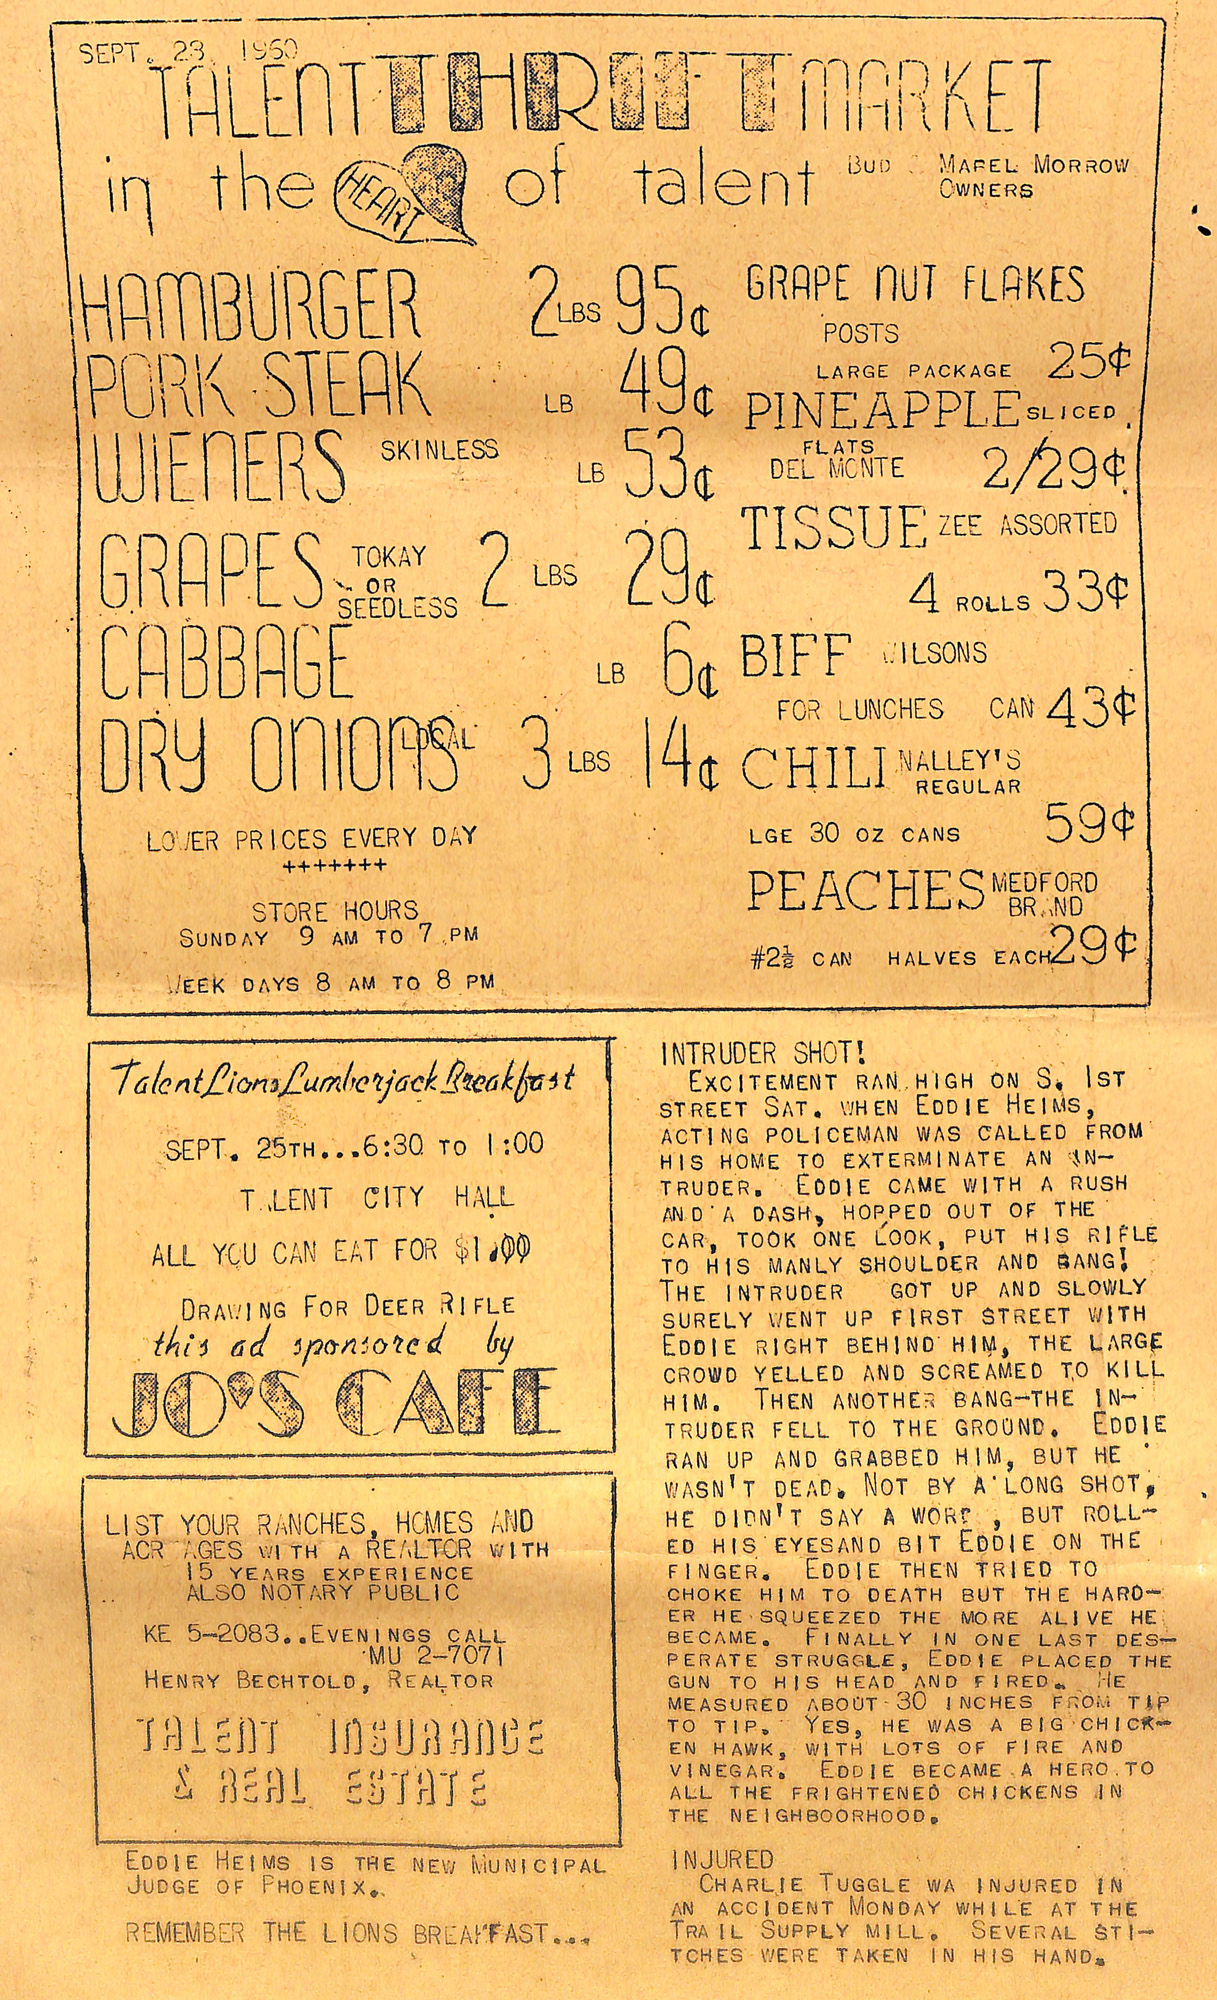 SEPT. 23, 1960
TALENT THRIFT MARKET
in the HEART of talent
BUD & MABEL MORROW
OWNERS
HAMBURGER 2 LBS 95¢
PORK STEAK LB 49¢
WIENERS SKINLESS LB 53¢
GRAPES TOKAY OR SEEDLESS 2 LBS 29¢
CABBAGE LB 6¢
DRY ONIONS LOCAL 3 LBS 14¢
LOWER PRICES EVERY DAY
+++++++
STORE HOURS
SUNDAY 9 AM TO 7 PM
WEEK DAYS 8 AM TO 8 PM
GRAPE NUT FLAKES
POSTS
LARGE PACKAGE 25¢
PINEAPPLE SLICED
FLATS
DEL MONTE 2/29¢
TISSUE ZEE ASSORTED
4 ROLLS 33¢
BIFF WILSONS
FOR LUNCHES CAN 43¢
CHILI NALLEY'S
REGULAR
LGE 30 OZ CANS 59¢
PEACHES MEDFORD
BRAND
#2½ CAN HALVES EACH 29¢
Talent Lions Lumberjack Breakfast
SEPT. 25TH...6:30 TO 1:00
TALENT CITY HALL
ALL YOU CAN EAT FOR $1.00
DRAWING FOR DEER RIFLE
this ad sponsored by
JO'S CAFE
LIST YOUR RANCHES, HOMES AND
ACREAGES WITH A REALTOR WITH
15 YEARS EXPERIENCE
ALSO NOTARY PUBLIC
KE 5-2083..EVENINGS CALL
MU 2-7071
HENRY BECHTOLD, REALTOR
TALENT INSURANCE
& REAL ESTATE
EDDIE HEIMS IS THE NEW MUNICIPAL
JUDGE OF PHOENIX.
REMEMBER THE LIONS BREAKFAST...
INTRUDER SHOT!
EXCITEMENT RAN HIGH ON S. 1ST
STREET SAT. WHEN EDDIE HEIMS,
ACTING POLICEMAN WAS CALLED FROM
HIS HOME TO EXTERMINATE AN IN-
TRUDER. EDDIE CAME WITH A RUSH
AND A DASH, HOPPED OUT OF THE
CAR, TOOK ONE LOOK, PUT HIS RIFLE
TO HIS MANLY SHOULDER AND BANG!
THE INTRUDER GOT UP AND SLOWLY
SURELY WENT UP FIRST STREET WITH
EDDIE RIGHT BEHIND HIM, THE LARGE
CROWD YELLED AND SCREAMED TO KILL
HIM. THEN ANOTHER BANG-THE IN-
TRUDER FELL TO THE GROUND. EDDIE
RAN UP AND GRABBED HIM, BUT HE
WASN'T DEAD. NOT BY A LONG SHOT,
HE DIDN'T SAY A WORD , BUT ROLL-
ED HIS EYESAND BIT EDDIE ON THE
FINGER. EDDIE THEN TRIED TO
CHOKE HIM TO DEATH BUT THE HARD-
ER HE SQUEEZED THE MORE ALIVE HE
BECAME. FINALLY IN ONE LAST DES-
PERATE STRUGGLE, EDDIE PLACED THE
GUN TO HIS HEAD AND FIRED. HE
MEASURED ABOUT 30 INCHES FROM TIP
TO TIP. YES, HE WAS A BIG CHICK-
EN HAWK, WITH LOTS OF FIRE AND
VINEGAR. EDDIE BECAME A HERO TO
ALL THE FRIGHTENED CHICKENS IN
THE NEIGHBOORHOOD.
INJURED
CHARLIE TUGGLE WA INJURED IN
AN ACCIDENT MONDAY WHILE AT THE
TRAIL SUPPLY MILL. SEVERAL STI-
TCHES WERE TAKEN IN HIS HAND.